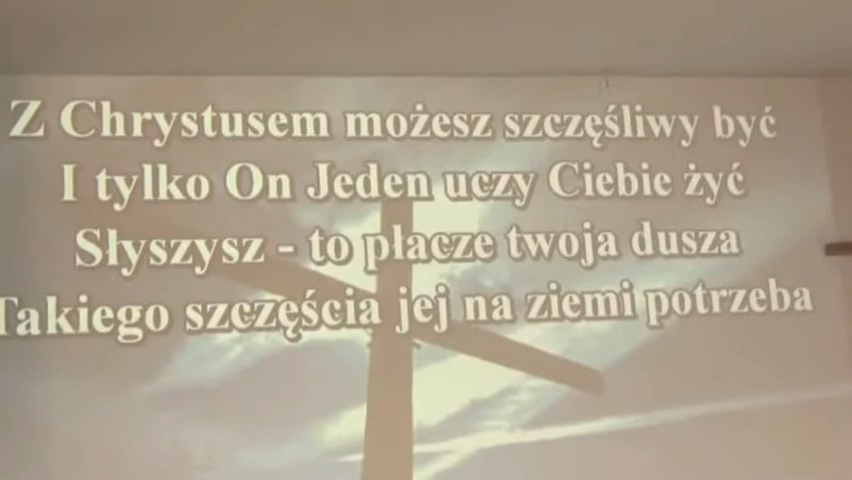 Z Chrystusem możesz szczęśliwy być
I tylko On Jeden uczy Ciebie żyć
Słyszysz - to płacze twoja dusza
Takiego szczęścia jej na ziemi potrzeba